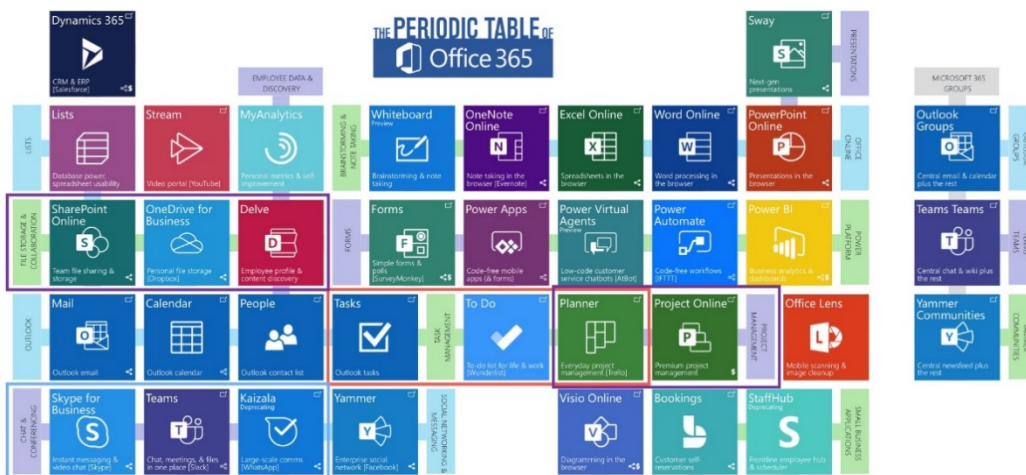 THE PERIODIC TABLE OF
Office 365
Dynamics 365
CRM & ERP
[Salesforce]
Sway
Next-gen
presentations
PRESENTATIONS
EMPLOYEE DATA &
DISCOVERY
MICROSOFT 365
GROUPS
LISTS
Lists
Database power,
spreadsheet usability
Stream
Video portal [YouTube]
MyAnalytics
Personal metrics & self
improvement
BRAINSTORMING &
NOTE TAKING
Whiteboard
Preview
Brainstorming & note
taking
OneNote
Online
Note taking in the
browser [Evernote]
Excel Online
Spreadsheets in the
browser
Word Online
Word processing in
the browser
PowerPoint
Online
Presentations in the
browser
OFFICE
ONLINE
Outlook
Groups
Central email & calendar
plus the rest
GROUPS
FILE STORAGE &
COLLABORATION
SharePoint
Online
Team file sharing &
storage
OneDrive for
Business
Personal file storage
[Dropbox]
Delve
Employee profile &
content discovery
FORMS
Forms
Simple forms &
polls
[SurveyMonkey]
Power Apps
Code-free mobile
apps (& forms)
Power Virtual
Agents
Preview
Low-code customer
service chatbots [AtBot]
Power
Automate
Code-free workflows
[IFTTT]
Power BI
Business analytics &
dashboards
POWER
PLATFORM
Teams Teams
Central chat & wiki plus
the rest
TEAMS
OUTLOOK
Mail
Outlook email
Calendar
Outlook calendar
People
Outlook contact list
Tasks
Outlook tasks
TASK
MANAGEMENT
To Do
To-do list for life & work
[Wunderlist]
Planner
Everyday project
management [Trello]
Project Online
Premium project
management
PROJECT
MANAGEMENT
Office Lens
Mobile scanning &
image cleanup
Yammer
Communities
Central newsfeed plus
the rest
COMMUNITIES
CHAT &
CONFERENCING
Skype for
Business
Instant messaging &
video chat [Skype]
Teams
Chat, meetings, & files
in one place [Slack]
Kaizala
Deprecating
Large-scale comms
[WhatsApp]
Yammer
Enterprise social
network [Facebook]
SOCIAL NETWORKING &
MESSAGING
Visio Online
Diagramming in the
browser
Bookings
Customer self-
reservations
StaffHub
Deprecating
Frontline employee hub
& scheduler
SMALL BUSINESS
APPLICATIONS